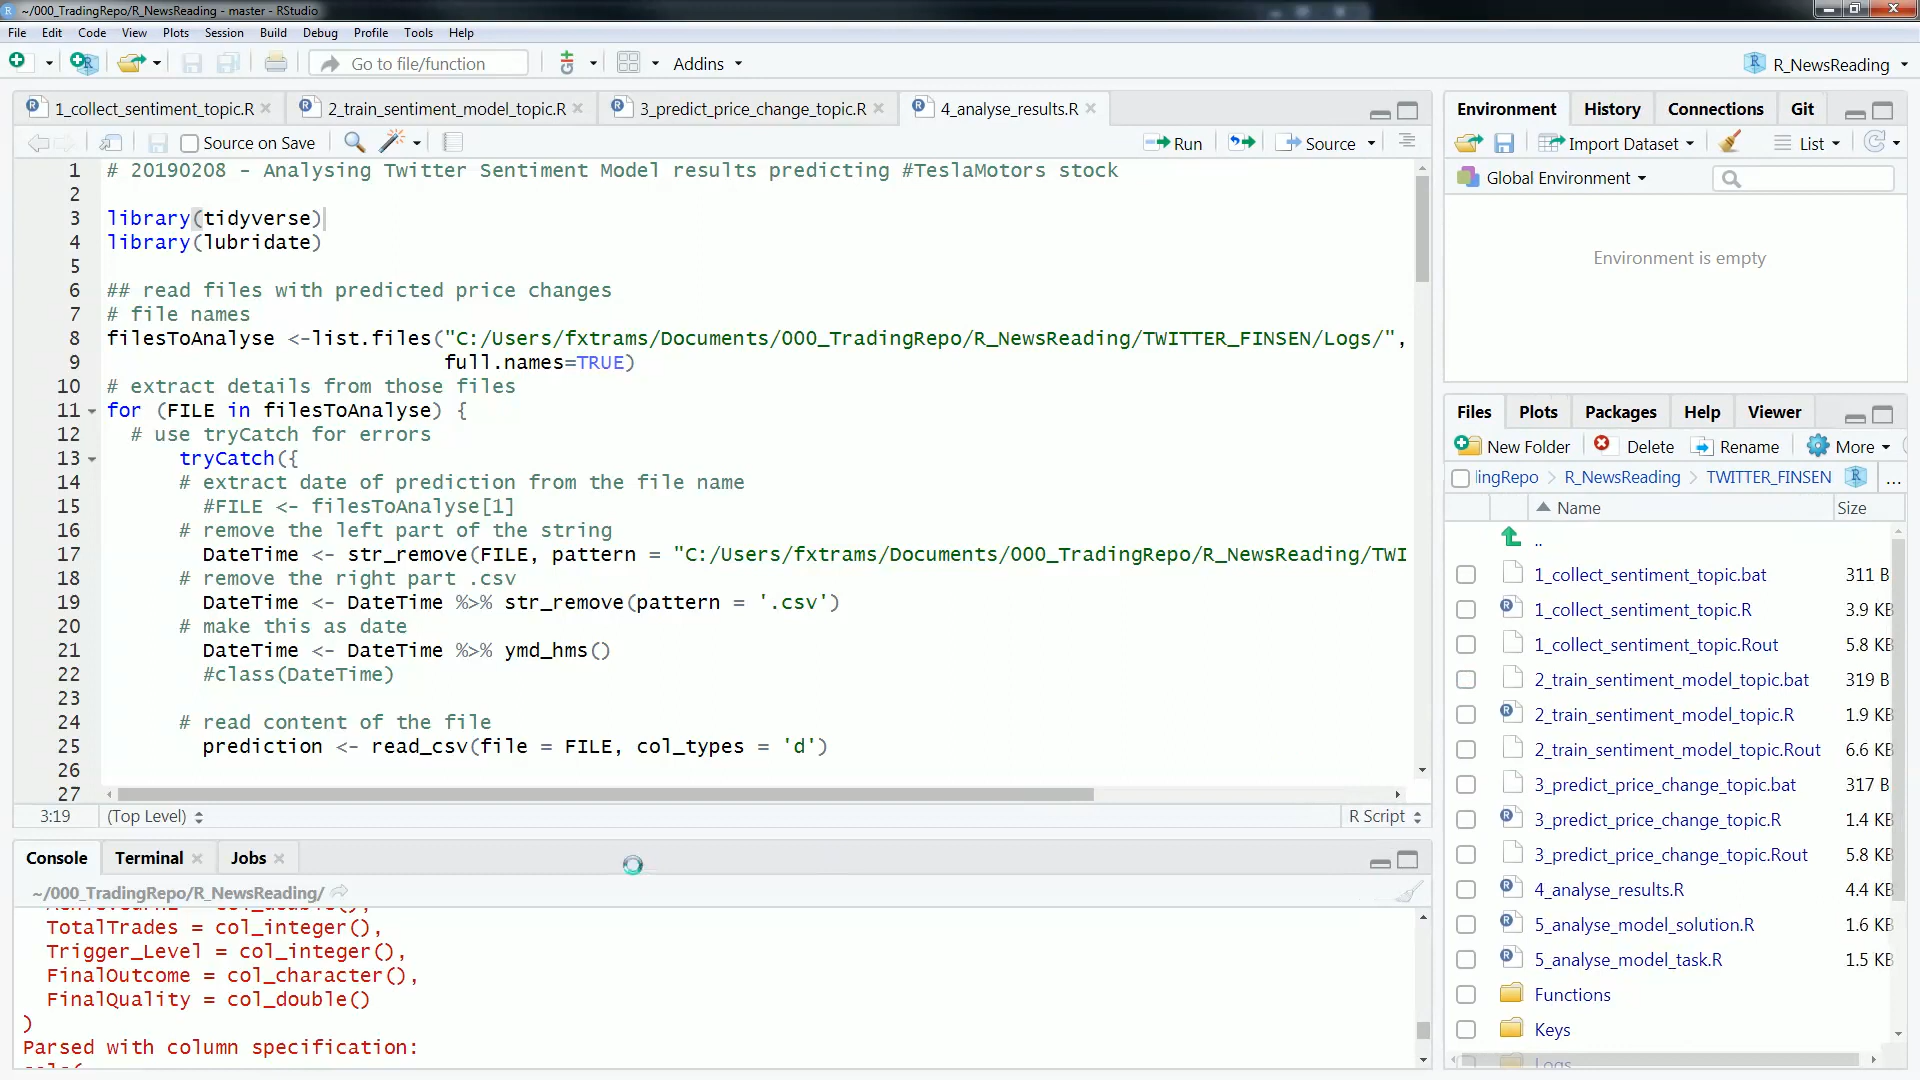 ~/000_TradingRepo/R_NewsReading - master - RStudio
File Edit Code View Plots Session Build Debug Profile Tools Help
Go to file/function
Addins
R_NewsReading
1_collect_sentiment_topic.R
2_train_sentiment_model_topic.R
3_predict_price_change_topic.R
4_analyse_results.R
Source on Save
Run
Source
1 # 20190208 - Analysing Twitter Sentiment Model results predicting #TeslaMotors stock
2
3 library(tidyverse)
4 library(lubridate)
5
6 ## read files with predicted price changes
7 # file names
8 filesToAnalyse <-list.files("C:/Users/fxtrams/Documents/000_TradingRepo/R_NewsReading/TWITTER_FINSEN/Logs/",
9 full.names=TRUE)
10 # extract details from those files
11 for (FILE in filesToAnalyse) {
12 # use tryCatch for errors
13 tryCatch({
14 # extract date of prediction from the file name
15 #FILE <- filesToAnalyse[1]
16 # remove the left part of the string
17 DateTime <- str_remove(FILE, pattern = "C:/Users/fxtrams/Documents/000_TradingRepo/R_NewsReading/TWI
18 # remove the right part .csv
19 DateTime <- DateTime %>% str_remove(pattern = '.csv')
20 # make this as date
21 DateTime <- DateTime %>% ymd_hms()
22 #class(DateTime)
23
24 # read content of the file
25 prediction <- read_csv(file = FILE, col_types = 'd')
26
27
3:19 (Top Level) R Script
Console Terminal Jobs
~/000_TradingRepo/R_NewsReading/
TotalTrades = col_integer(),
Trigger_Level = col_integer(),
FinalOutcome = col_character(),
FinalQuality = col_double()
)
Parsed with column specification:
Environment History Connections Git
Import Dataset
List
Global Environment
Environment is empty
Files Plots Packages Help Viewer
New Folder Delete Rename More
lingRepo > R_NewsReading > TWITTER_FINSEN ...
Name Size
..
1_collect_sentiment_topic.bat 311 B
1_collect_sentiment_topic.R 3.9 KB
1_collect_sentiment_topic.Rout 5.8 KB
2_train_sentiment_model_topic.bat 319 B
2_train_sentiment_model_topic.R 1.9 KB
2_train_sentiment_model_topic.Rout 6.6 KB
3_predict_price_change_topic.bat 317 B
3_predict_price_change_topic.R 1.4 KB
3_predict_price_change_topic.Rout 5.8 KB
4_analyse_results.R 4.4 KB
5_analyse_model_solution.R 1.6 KB
5_analyse_model_task.R 1.5 KB
Functions
Keys
Logs